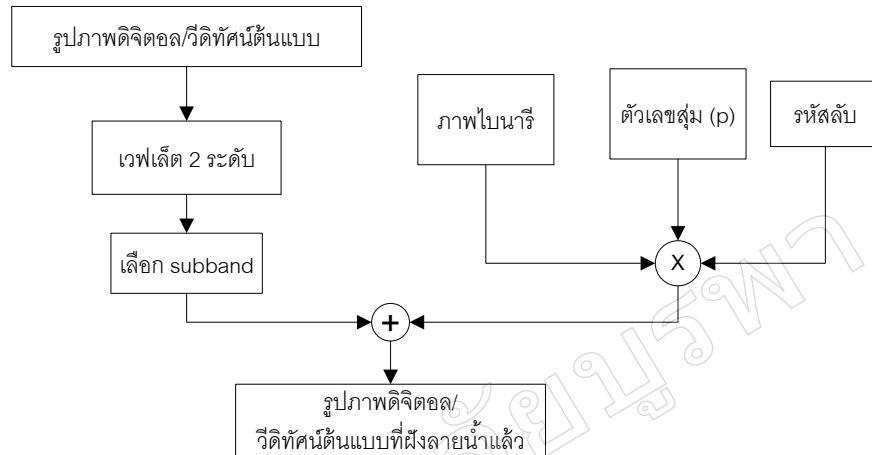 รูปภาพดิจิตอล/วีดิทัศน์ต้นแบบ
ภาพไบนารี
ตัวเลขสุ่ม (p)
รหัสลับ
เวฟเล็ต 2 ระดับ
เลือก subband
X
+
รูปภาพดิจิตอล/
วีดิทัศน์ต้นแบบที่ฝังลายน้ำแล้ว